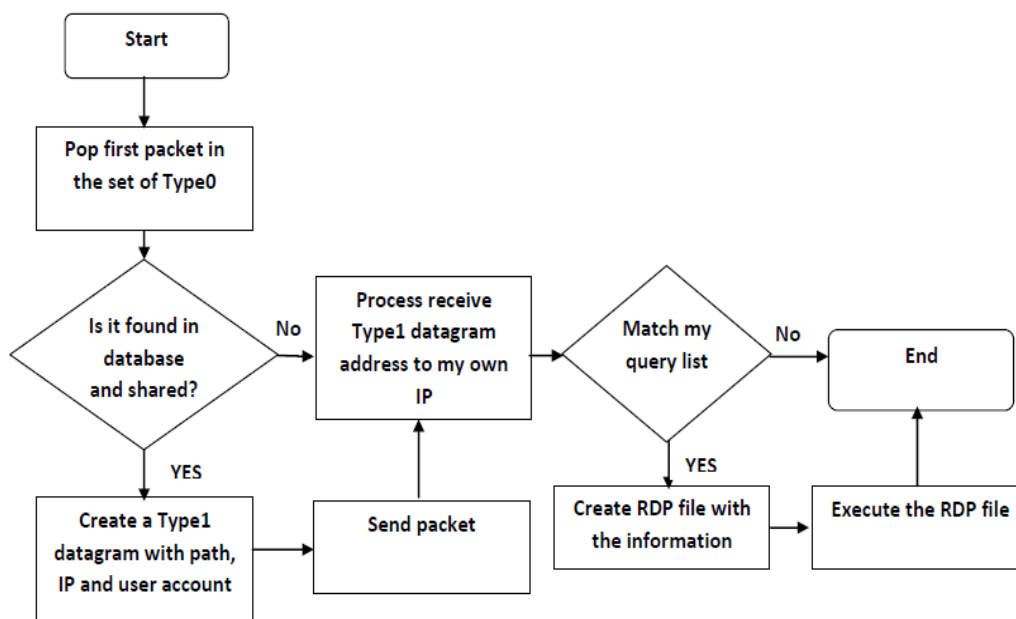 Start
Pop first packet in
the set of Type0
Is it found in
database
and shared?
No
YES
Create a Type1
datagram with path,
IP and user account
Send packet
Process receive
Type1 datagram
address to my own
IP
Match my
query list
No
YES
Create RDP file with
the information
Execute the RDP file
End